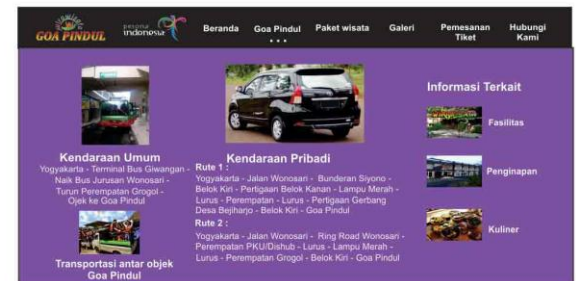 GOA PINDUL
pesona
indonesia
Beranda
Goa Pindul
Paket wisata
Galeri
Pemesanan
Tiket
Hubungi
Kami
Kendaraan Umum
Yogyakarta - Terminal Bus Giwangan -
Naik Bus Jurusan Wonosari -
Turun Perempatan Grogol -
Ojek ke Goa Pindul
Transportasi antar objek
Goa Pindul
Kendaraan Pribadi
Rute 1 :
Yogyakarta - Jalan Wonosari - Bunderan Siyono -
Belok Kiri - Pertigaan Belok Kanan - Lampu Merah -
Lurus - Perempatan - Lurus - Pertigaan Gerbang
Desa Bejiharjo - Belok Kiri - Goa Pindul
Rute 2 :
Yogyakarta - Jalan Wonosari - Ring Road Wonosari -
Perempatan PKU/Dishub - Lurus - Lampu Merah -
Lurus - Perempatan Grogol - Belok Kiri - Goa Pindul
Informasi Terkait
Fasilitas
Penginapan
Kuliner